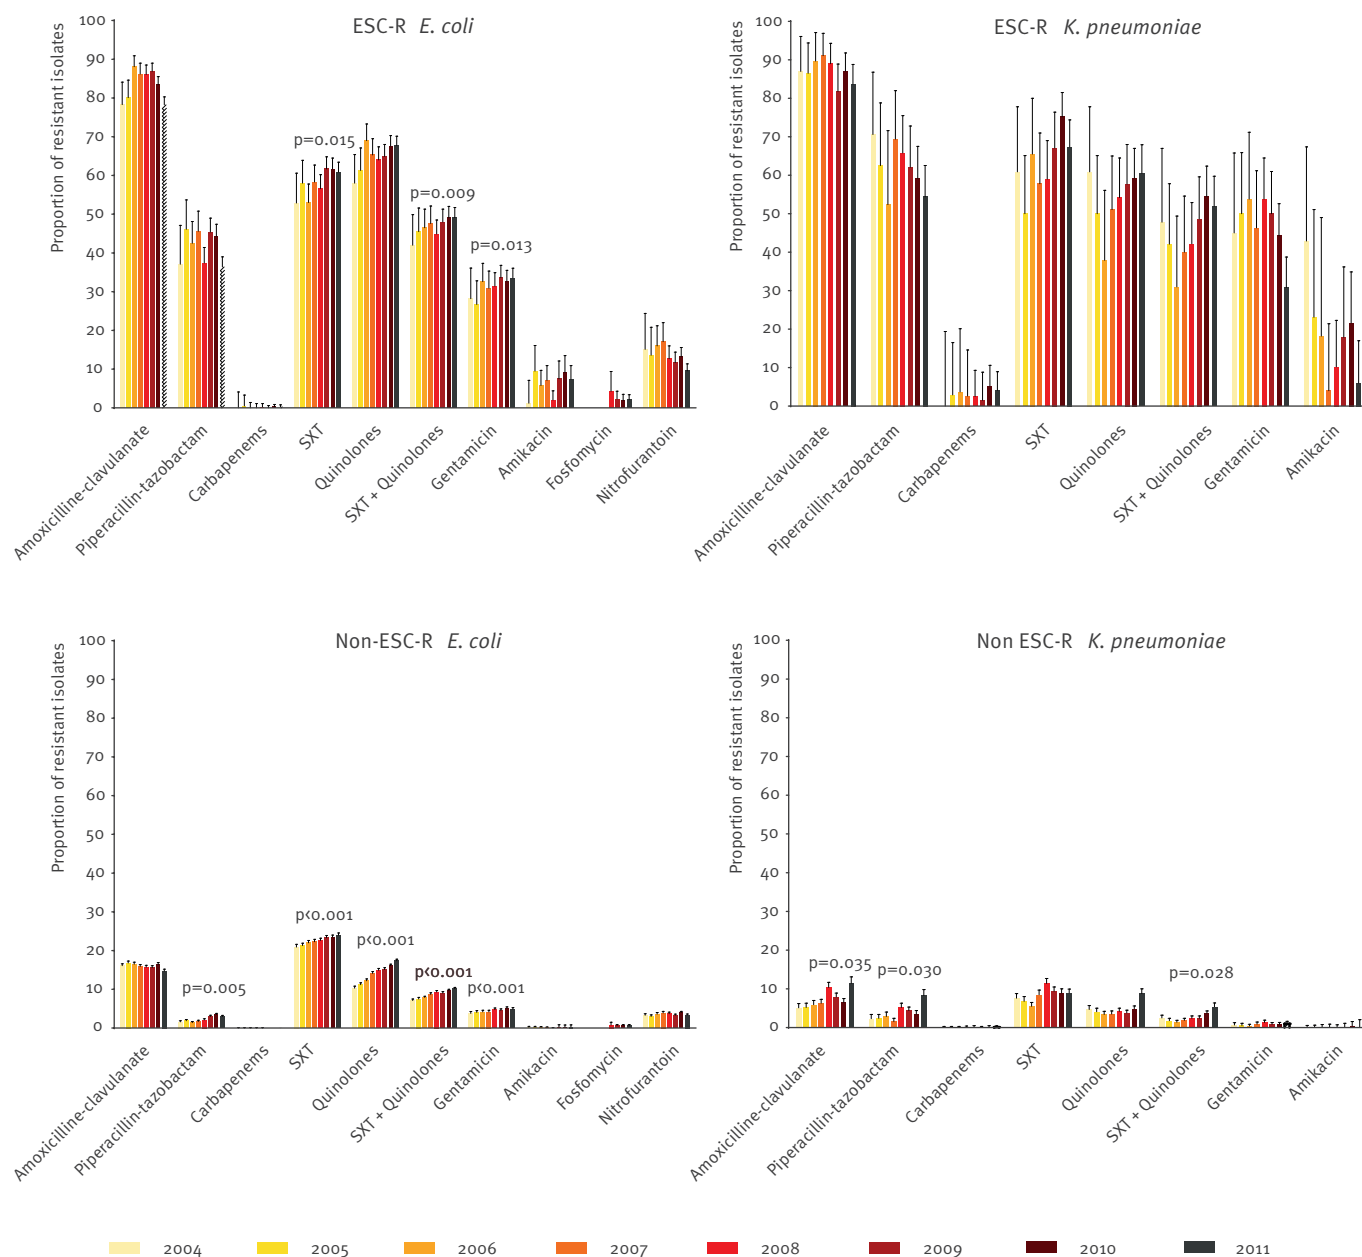 ESC-R E. coli
Proportion of resistant isolates
100
90
80
70
60
50
40
30
20
10
0
p=0.015
p=0.009
p=0.013
Amoxicilline-clavulanate
Piperacillin-tazobactam
Carbapenems
SXT
Quinolones
SXT + Quinolones
Gentamicin
Amikacin
Fosfomycin
Nitrofurantoin
ESC-R K. pneumoniae
Proportion of resistant isolates
100
90
80
70
60
50
40
30
20
10
0
Amoxicilline-clavulanate
Piperacillin-tazobactam
Carbapenems
SXT
Quinolones
SXT + Quinolones
Gentamicin
Amikacin
Non-ESC-R E. coli
Proportion of resistant isolates
100
90
80
70
60
50
40
30
20
10
0
p=0.005
p<0.001
p<0.001
p<0.001
p<0.001
Amoxicilline-clavulanate
Piperacillin-tazobactam
Carbapenems
SXT
Quinolones
SXT + Quinolones
Gentamicin
Amikacin
Fosfomycin
Nitrofurantoin
Non ESC-R K. pneumoniae
Proportion of resistant isolates
100
90
80
70
60
50
40
30
20
10
0
p=0.035
p=0.030
p=0.028
Amoxicilline-clavulanate
Piperacillin-tazobactam
Carbapenems
SXT
Quinolones
SXT + Quinolones
Gentamicin
Amikacin
2004 2005 2006 2007 2008 2009 2010 2011